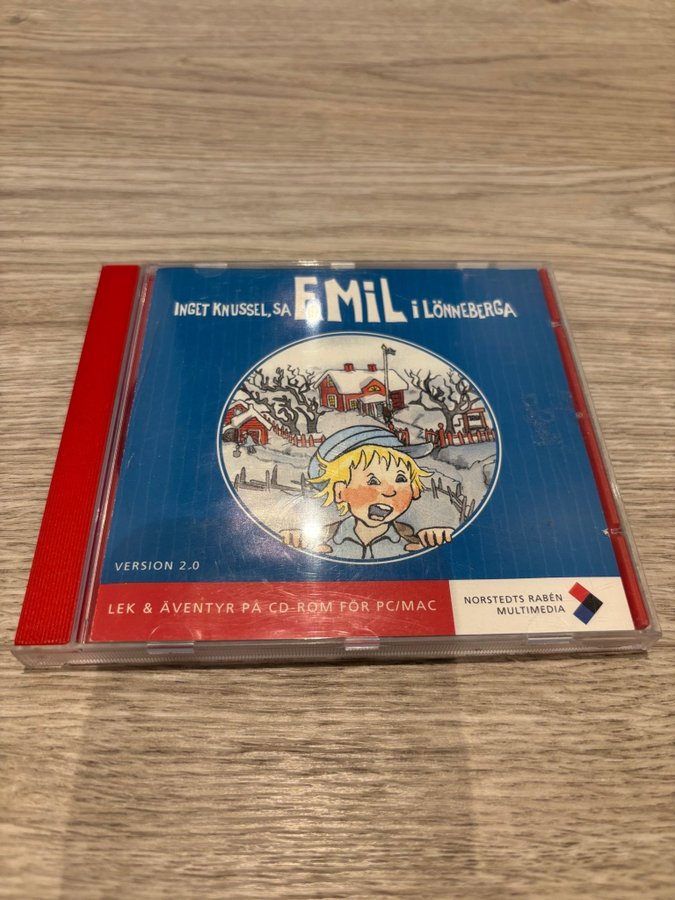 INGET KNUSSEL, SA EMiL i LÖNNEBERGA
VERSION 2.0
LEK & ÄVENTYR PÅ CD-ROM FÖR PC/MAC
NORSTEDTS RABÉN
MULTIMEDIA